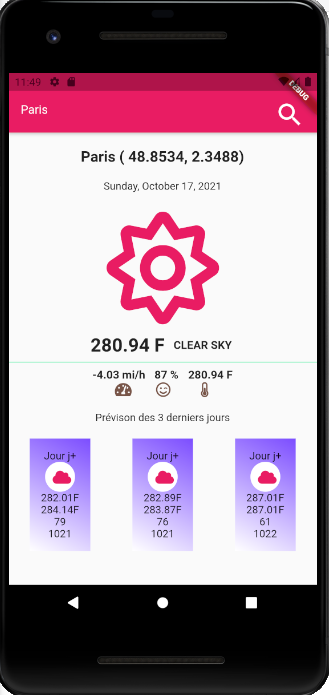 11:49
DEBUG
Paris
Paris ( 48.8534, 2.3488)
Sunday, October 17, 2021
280.94 F CLEAR SKY
-4.03 mi/h 87 % 280.94 F
Prévison des 3 derniers jours
Jour j+ Jour j+ Jour j+
282.01F 282.89F 287.01F
284.14F 283.87F 287.01F
79 76 61
1021 1021 1022